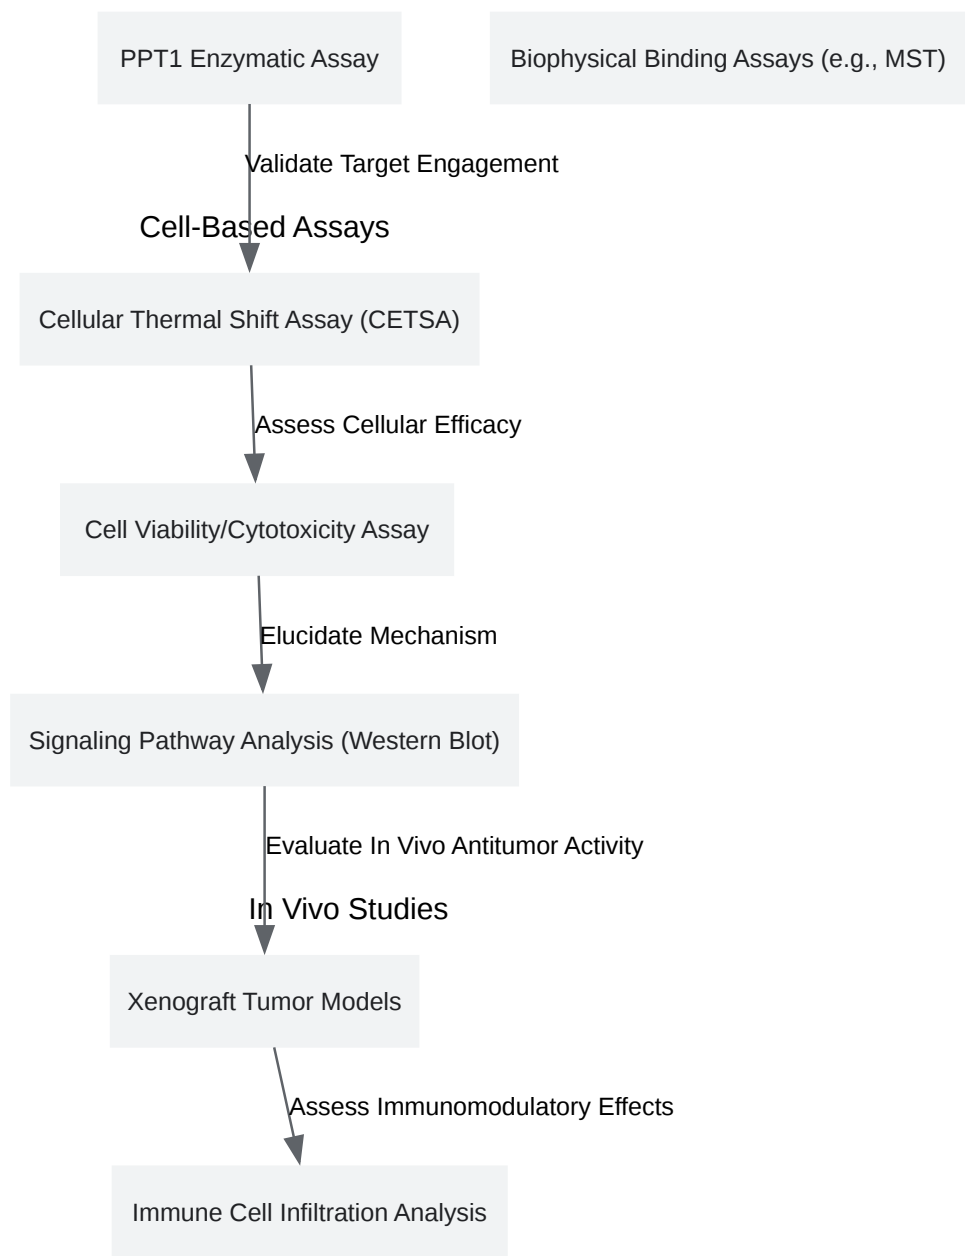 PPT1 Enzymatic Assay
Biophysical Binding Assays (e.g., MST)
Validate Target Engagement
Cell-Based Assays
Cellular Thermal Shift Assay (CETSA)
Assess Cellular Efficacy
Cell Viability/Cytotoxicity Assay
Elucidate Mechanism
Signaling Pathway Analysis (Western Blot)
Evaluate In Vivo Antitumor Activity
In Vivo Studies
Xenograft Tumor Models
Assess Immunomodulatory Effects
Immune Cell Infiltration Analysis